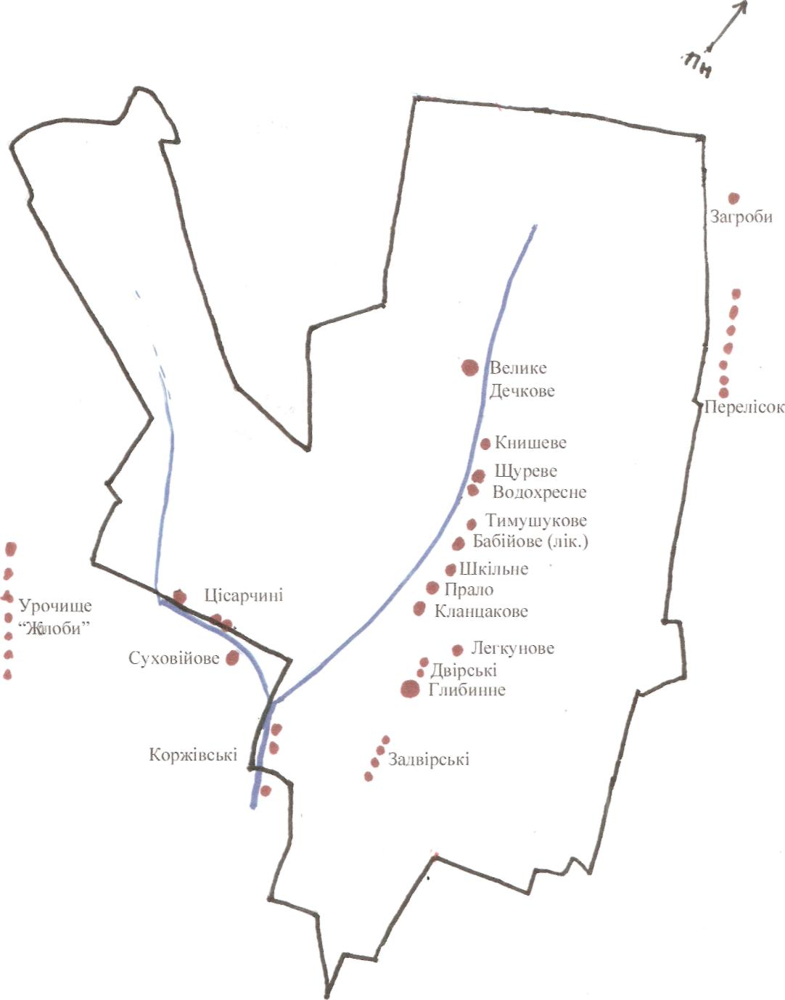 Пн
Загроби
Велике
Дечкове
Перелісок
Книшеве
Щуреве
Водохресне
Тимушукове
Бабійове (лік.)
Шкільне
Прало
Кланцакове
Цісарчині
Урочище
“Жлоби”
Легкунове
Суховійове
Двірські
Глибинне
Коржівські
Задвірські